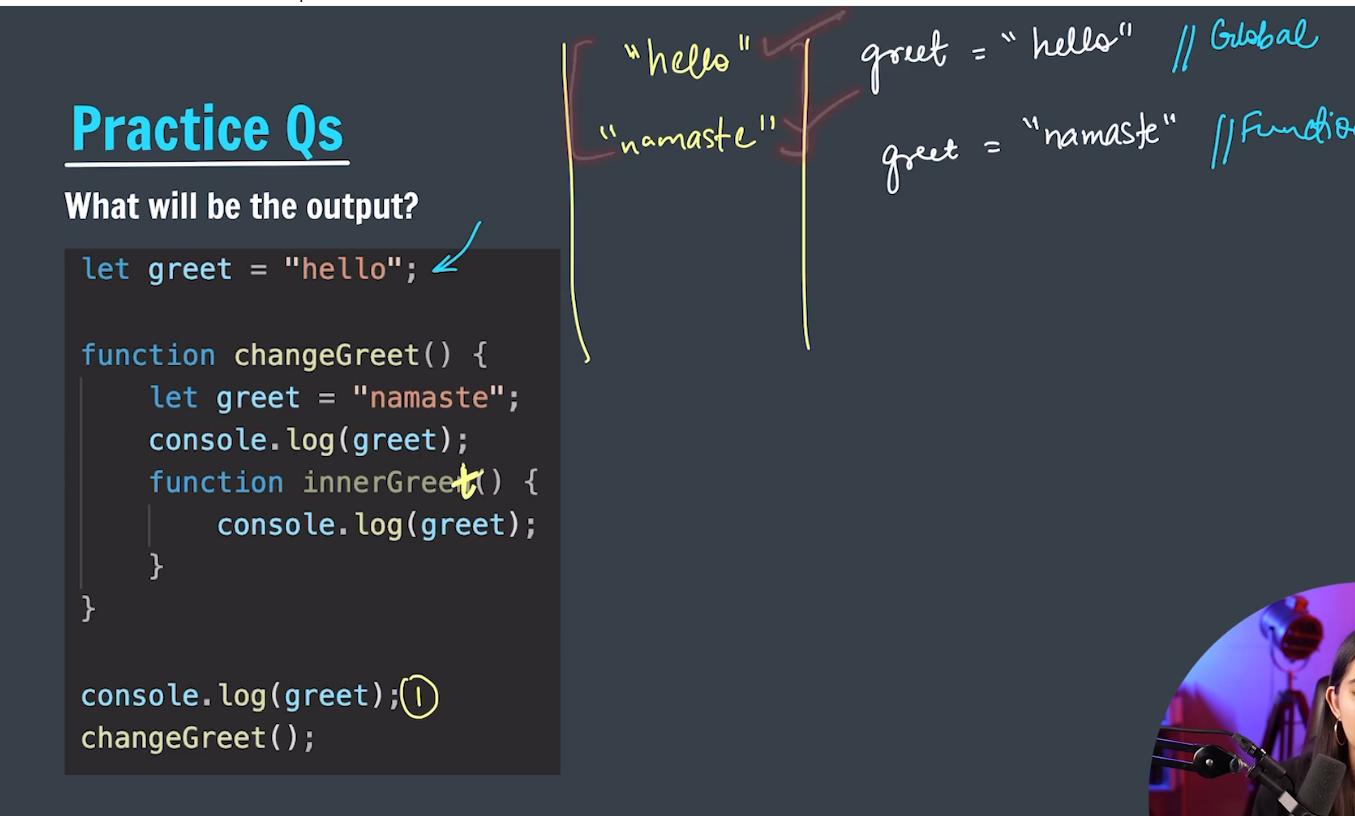 Practice Qs
What will be the output?
let greet = "hello";
function changeGreet() {
let greet = "namaste";
console.log(greet);
function innerGreet() {
console.log(greet);
}
}
console.log(greet); 1
changeGreet();
"hello"
"namaste"
greet = "hello" // Global
greet = "namaste" // Functio